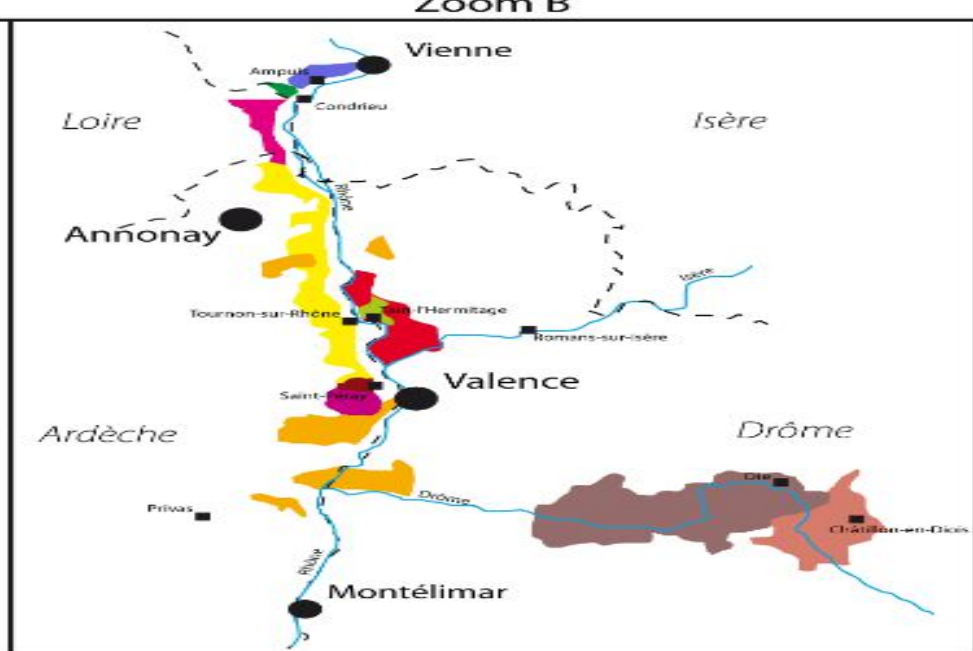 Zoom B
Vienne
Ampuis
Condrieu
Loire
Isère
Rhône
Annonay
Isère
Tournon-sur-Rhône
Tain-l'Hermitage
Romans-sur-Isère
Valence
Saint-Péray
Ardèche
Drôme
Die
Drôme
Privas
Châtillon-en-Diois
Rhône
Montélimar